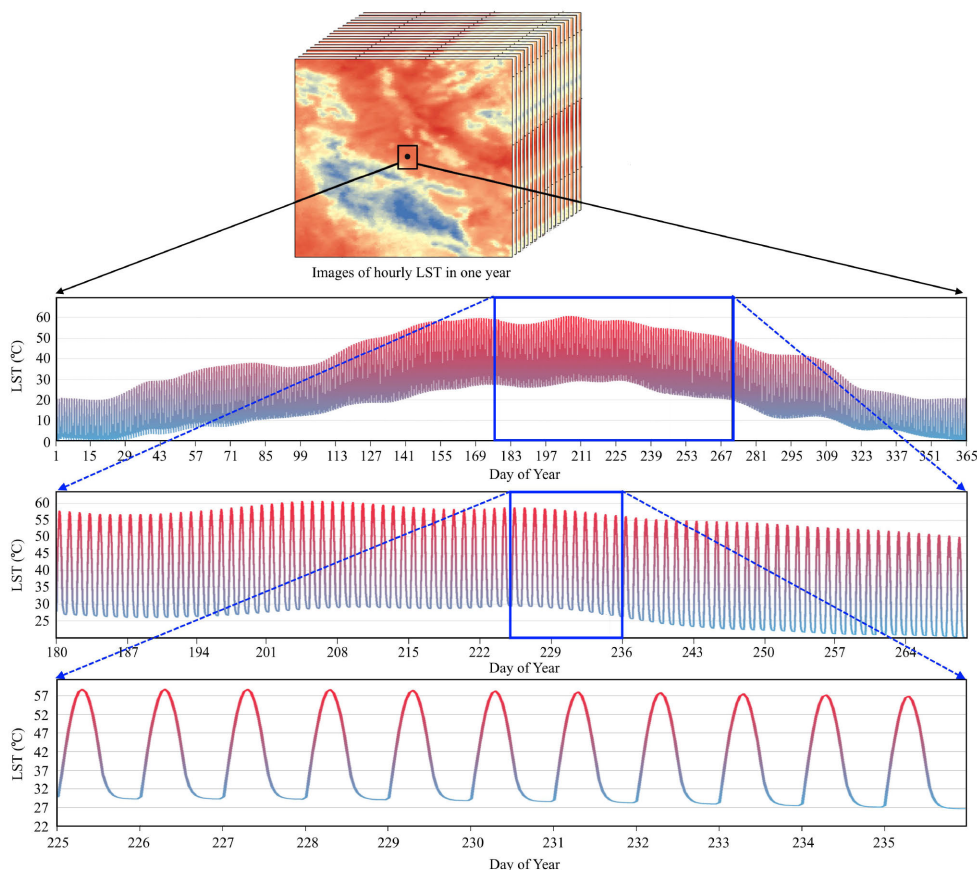 Images of hourly LST in one year
LST (℃)
60
50
40
30
20
10
0
1 15 29 43 57 71 85 99 113 127 141 155 169 183 197 211 225 239 253 267 281 295 309 323 337 351 365
Day of Year
LST (℃)
60
55
50
45
40
35
30
25
180 187 194 201 208 215 222 229 236 243 250 257 264
Day of Year
LST (℃)
57
52
47
42
37
32
27
22
225 226 227 228 229 230 231 232 233 234 235
Day of Year